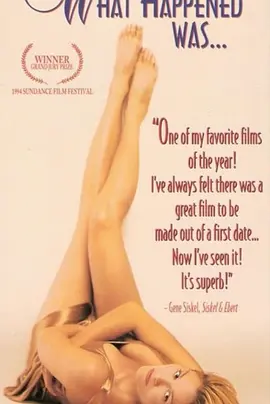 WHAT HAPPENED
WAS...
WINNER
GRAND JURY PRIZE
1994 SUNDANCE FILM FESTIVAL
"One of my favorite films
of the year!
I've always felt there was a
great film to be
made out of a first date...
Now I've seen it!
It's superb!"
- Gene Siskel, Siskel & Ebert